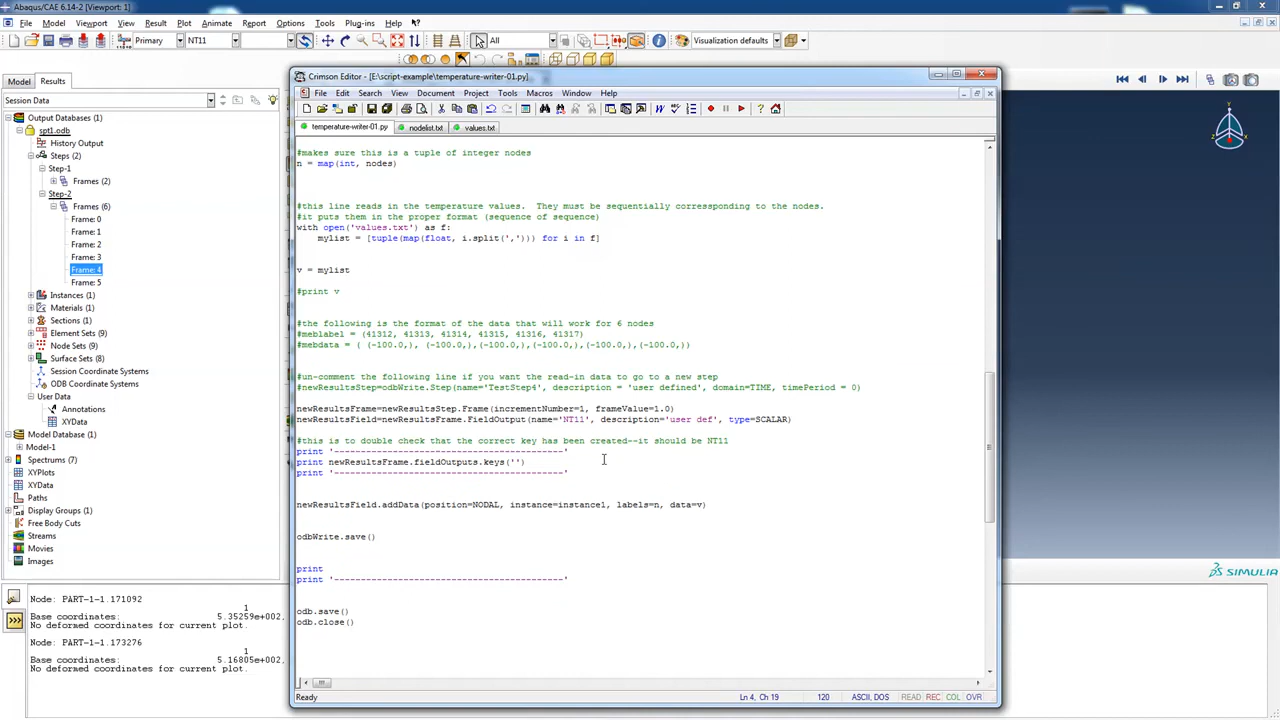 Abaqus/CAE 6.14-2 [Viewport: 1]
File Model Viewport View Result Plot Animate Report Options Tools Plug-ins Help
Primary NT11 All Visualization defaults
Model Results
Session Data
Output Databases (1)
spt1.odb
History Output
Steps (2)
Step-1
Frames (2)
Step-2
Frames (6)
Frame: 0
Frame: 1
Frame: 2
Frame: 3
Frame: 4
Frame: 5
Instances (1)
Materials (1)
Sections (1)
Element Sets (9)
Node Sets (9)
Surface Sets (8)
Session Coordinate Systems
ODB Coordinate Systems
User Data
Annotations
XYData
Model Database (1)
Model-1
Spectrums (7)
XYPlots
XYData
Paths
Display Groups (1)
Free Body Cuts
Streams
Movies
Images
Crimson Editor - [E:\script-example\temperature-writer-01.py]
File Edit Search View Document Project Tools Macros Window Help
temperature-writer-01.py nodelist.txt values.txt
#makes sure this is a tuple of integer nodes
n = map(int, nodes)
#this line reads in the temperature values. They must be sequentially corressponding to the nodes.
#it puts them in the proper format (sequence of sequence)
with open('values.txt') as f:
mylist = [tuple(map(float, i.split(','))) for i in f]
v = mylist
#print v
#the following is the format of the data that will work for 6 nodes
#meblabel = (41312, 41313, 41314, 41315, 41316, 41317)
#mebdata = ( (-100.0,), (-100.0,),(-100.0,),(-100.0,),(-100.0,),(-100.0,))
#un-comment the following line if you want the read-in data to go to a new step
#newResultsStep=odbWrite.Step(name='TestStep4', description = 'user defined', domain=TIME, timePeriod = 0)
newResultsFrame=newResultsStep.Frame(incrementNumber=1, frameValue=1.0)
newResultsField=newResultsFrame.FieldOutput(name='NT11', description='user def', type=SCALAR)
#this is to double check that the correct key has been created--it should be NT11
print '-------------------------------------------'
print newResultsFrame.fieldOutputs.keys('')
print '-------------------------------------------'
newResultsField.addData(position=NODAL, instance=instance1, labels=n, data=v)
odbWrite.save()
print
print '-------------------------------------------'
odb.save()
odb.close()
Ready Ln 4, Ch 19 120 ASCII, DOS READ REC COL OVR
Node: PART-1-1.171092
1
Base coordinates: 5.35259e+002,
No deformed coordinates for current plot.
Node: PART-1-1.173276
1
Base coordinates: 5.16805e+002,
No deformed coordinates for current plot.
SIMULIA